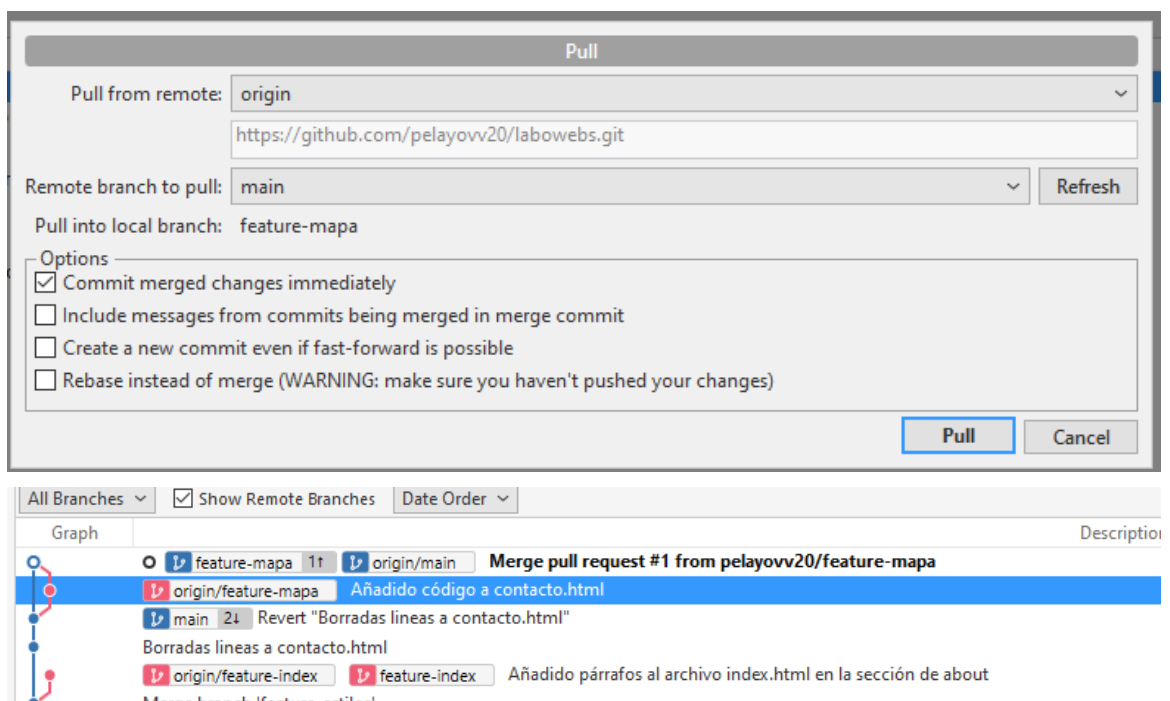 Pull
Pull from remote: origin
https://github.com/pelayovv20/labowebs.git
Remote branch to pull: main Refresh
Pull into local branch: feature-mapa
Options
Commit merged changes immediately
Include messages from commits being merged in merge commit
Create a new commit even if fast-forward is possible
Rebase instead of merge (WARNING: make sure you haven't pushed your changes)
Pull Cancel
All Branches Show Remote Branches Date Order
Graph Description
feature-mapa 1↑ origin/main Merge pull request #1 from pelayovv20/feature-mapa
origin/feature-mapa Añadido código a contacto.html
main 2↓ Revert "Borradas lineas a contacto.html"
Borradas lineas a contacto.html
origin/feature-index feature-index Añadido párrafos al archivo index.html en la sección de about